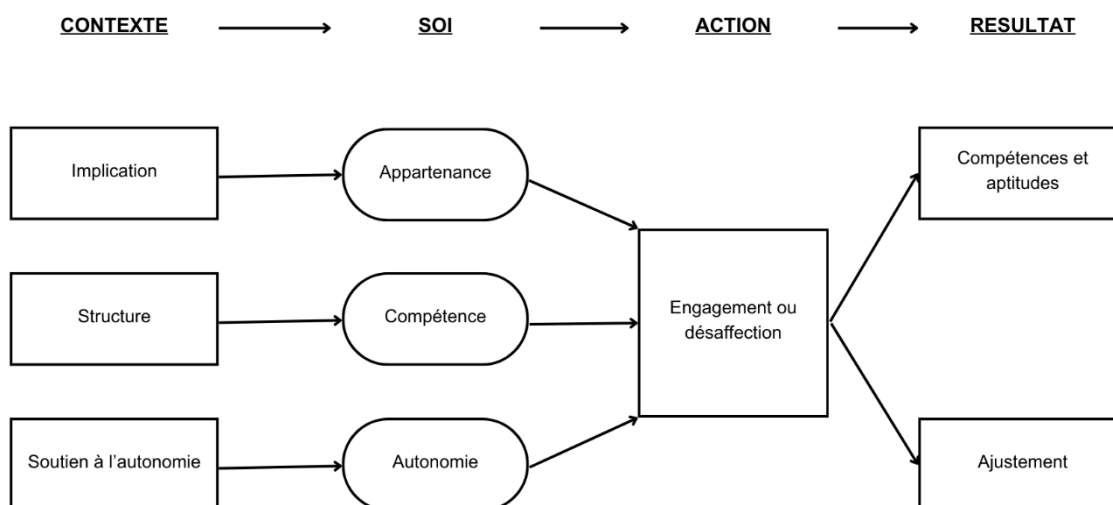 CONTEXTE
SOI
ACTION
RESULTAT
Implication
Appartenance
Compétences et
aptitudes
Structure
Compétence
Engagement ou
désaffection
Soutien à l’autonomie
Autonomie
Ajustement